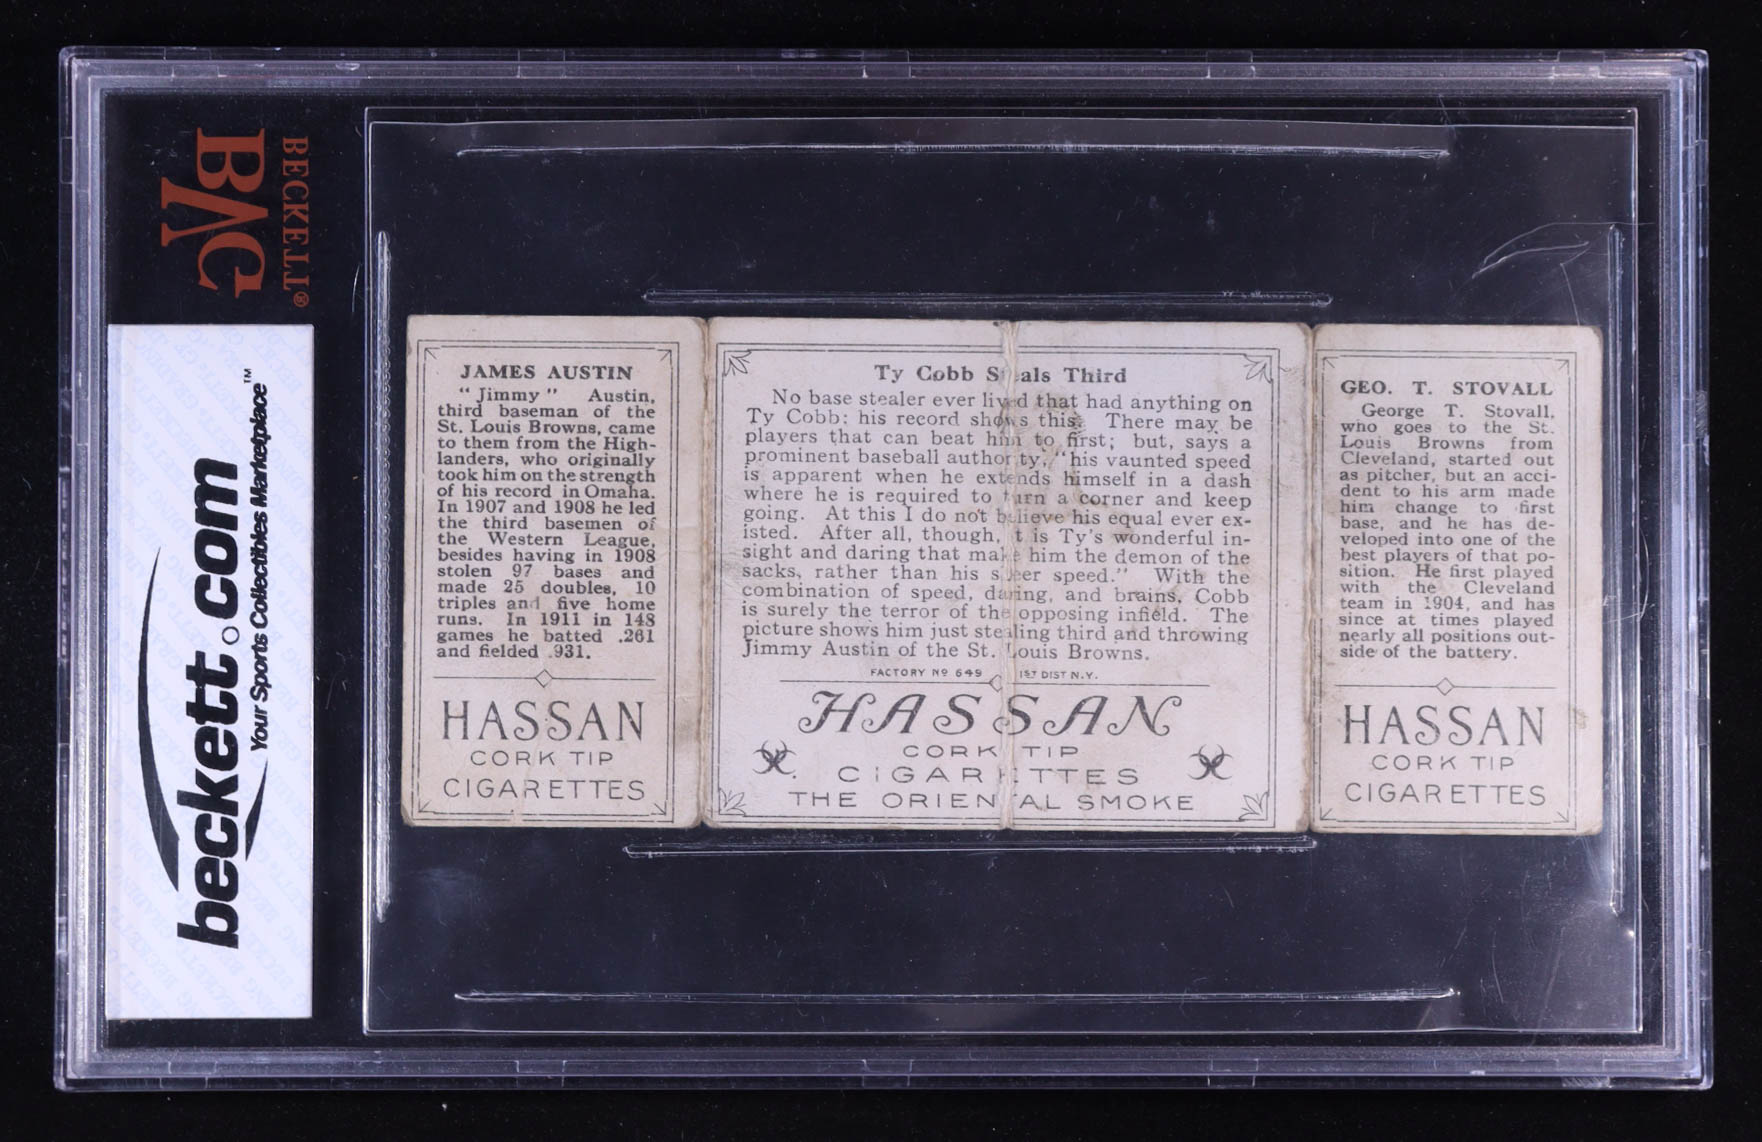 BECKETT®
BVG
beckett.com™
Your Sports Collectibles Marketplace
JAMES AUSTIN
"Jimmy" Austin,
third baseman of the
St. Louis Browns, came
to them from the High-
landers, who originally
took him on the strength
of his record in Omaha.
In 1907 and 1908 he led
the third basemen of
the Western League,
besides having in 1908
stolen 97 bases and
made 25 doubles, 10
triples and five home
runs. In 1911 in 148
games he batted .261
and fielded .931.
HASSAN
CORK TIP
CIGARETTES
Ty Cobb Steals Third
No base stealer ever lived that had anything on
Ty Cobb; his record shows this. There may be
players that can beat him to first; but, says a
prominent baseball authority, "his vaunted speed
is apparent when he extends himself in a dash
where he is required to turn a corner and keep
going. At this I do not believe his equal ever ex-
isted. After all, though, it is Ty's wonderful in-
sight and daring that make him the demon of the
sacks, rather than his sheer speed." With the
combination of speed, daring, and brains, Cobb
is surely the terror of the opposing infield. The
picture shows him just stealing third and throwing
Jimmy Austin of the St. Louis Browns.
FACTORY Nº 649 1ST DIST N.Y.
HASSAN
CORK TIP
CIGARETTES
THE ORIENTAL SMOKE
GEO. T. STOVALL
George T. Stovall,
who goes to the St.
Louis Browns from
Cleveland, started out
as pitcher, but an acci-
dent to his arm made
him change to first
base, and he has de-
veloped into one of the
best players of that po-
sition. He first played
with the Cleveland
team in 1904, and has
since at times played
nearly all positions out-
side of the battery.
HASSAN
CORK TIP
CIGARETTES